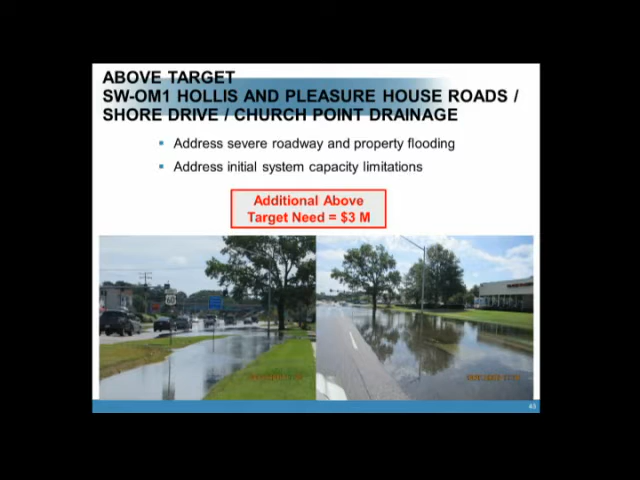 ABOVE TARGET
SW-OM1 HOLLIS AND PLEASURE HOUSE ROADS /
SHORE DRIVE / CHURCH POINT DRAINAGE
Address severe roadway and property flooding
Address initial system capacity limitations
Additional Above
Target Need = $3 M
43